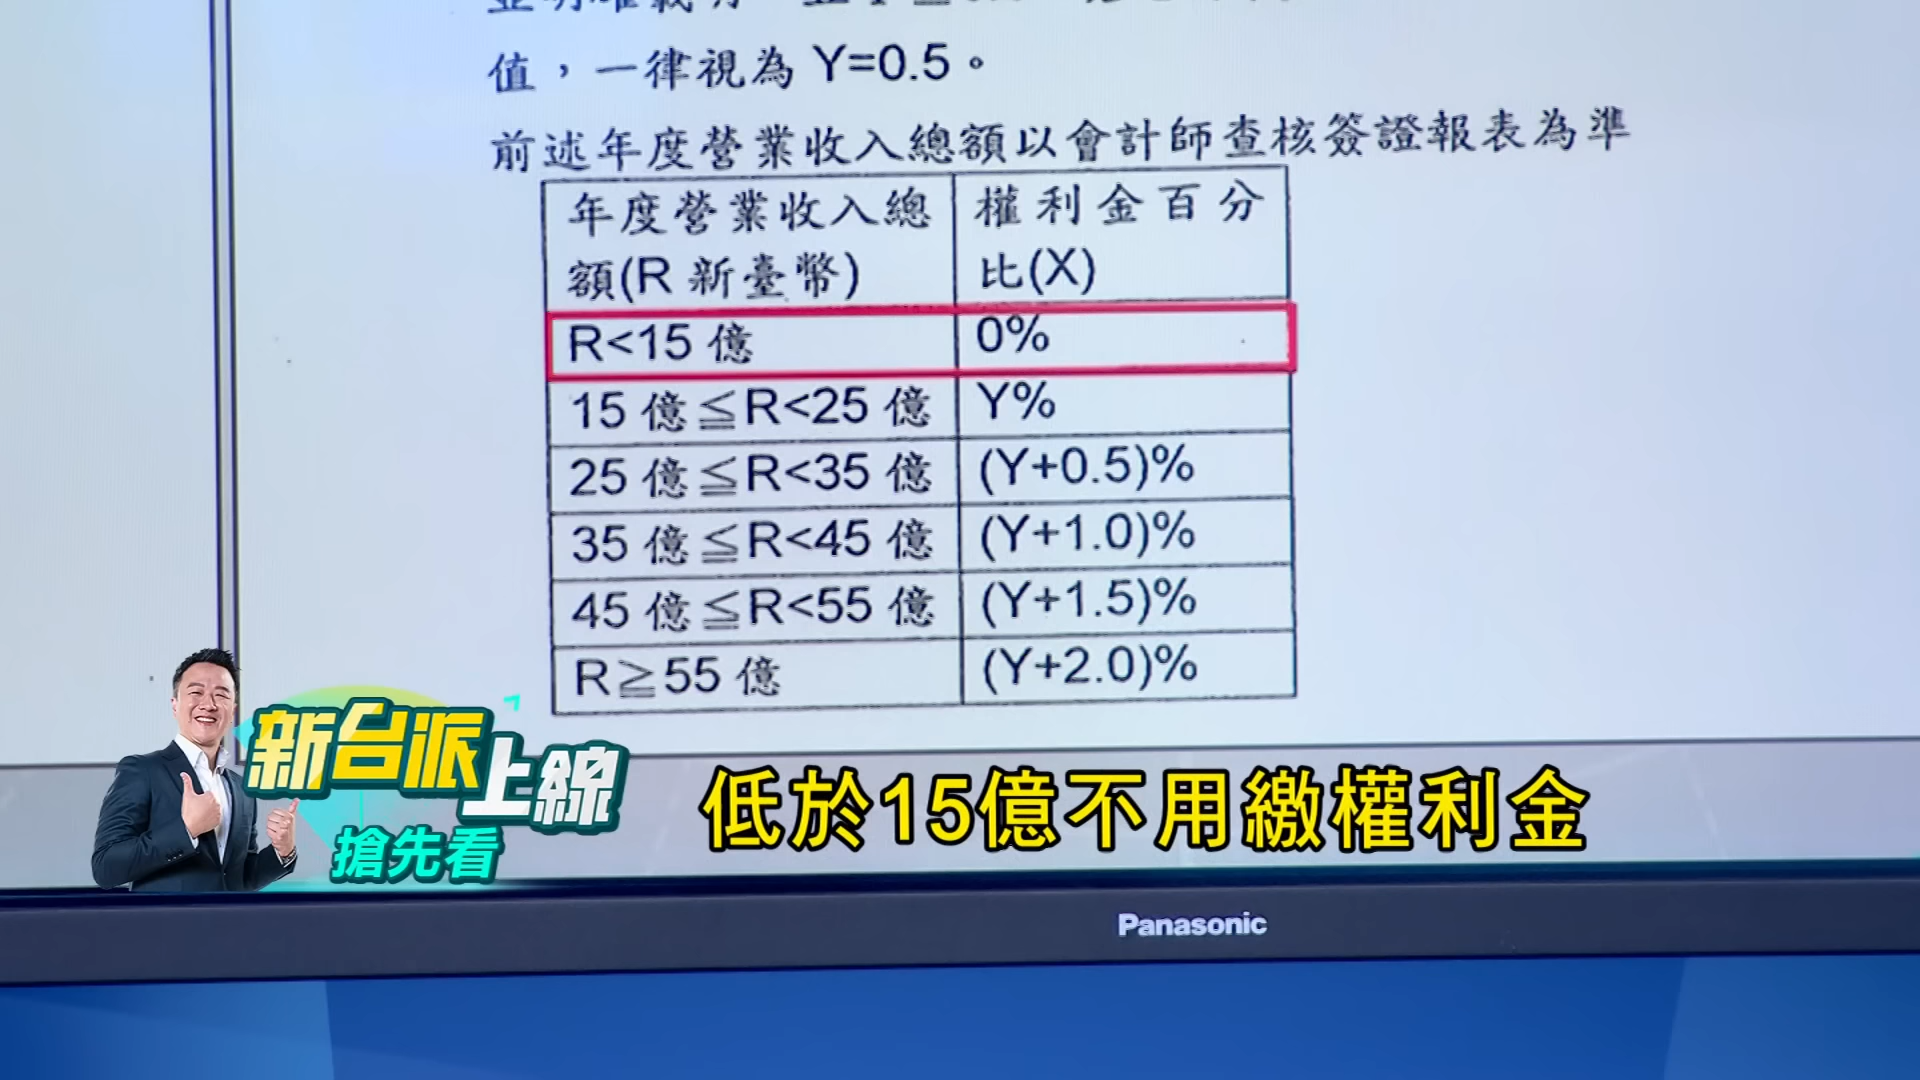 值，一律視為 Y=0.5。
前述年度營業收入總額以會計師查核簽證報表為準
年度營業收入總
額(R 新臺幣)
權利金百分
比(X)
R<15 億
0%
15 億≦R<25 億
Y%
25 億≦R<35 億
(Y+0.5)%
35 億≦R<45 億
(Y+1.0)%
45 億≦R<55 億
(Y+1.5)%
R≧55 億
(Y+2.0)%
新台派
上線
搶先看
低於15億不用繳權利金
Panasonic